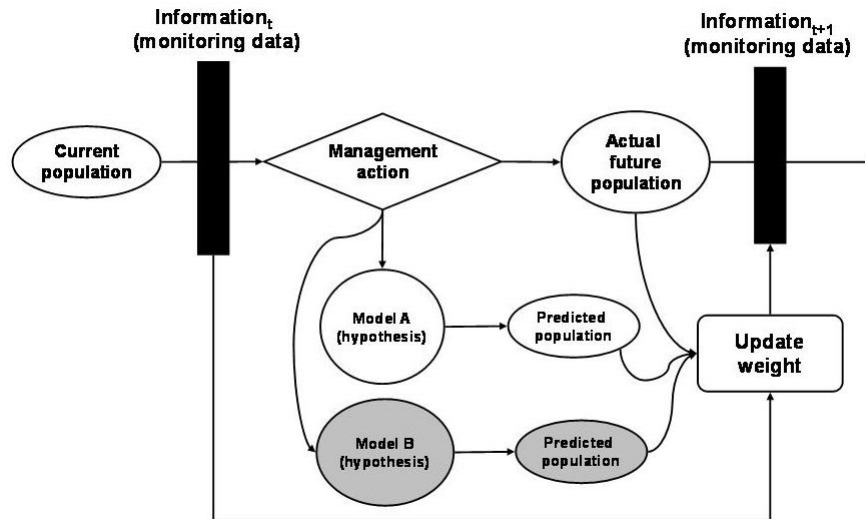 Information_t
(monitoring data)
Information_t+1
(monitoring data)
Current
population
Management
action
Actual
future
population
Model A
(hypothesis)
Predicted
population
Update
weight
Model B
(hypothesis)
Predicted
population